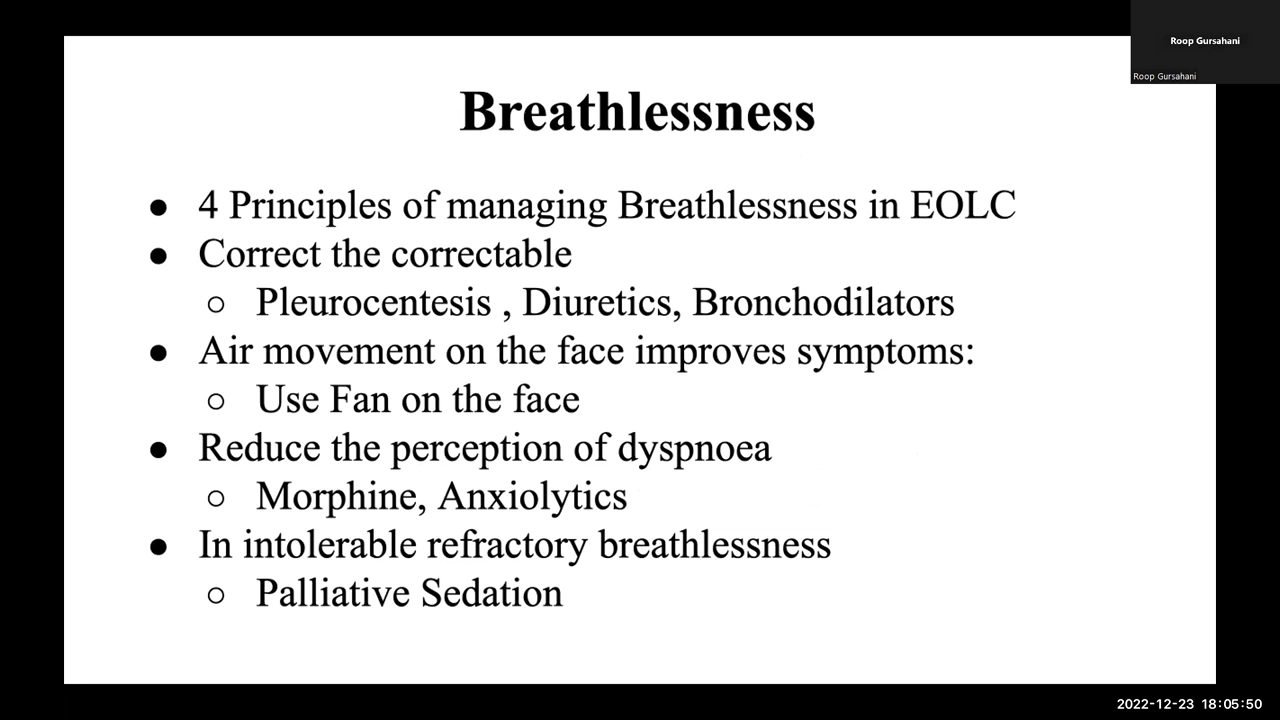 Roop Gursahani
Roop Gursahani
Breathlessness
● 4 Principles of managing Breathlessness in EOLC
● Correct the correctable
○ Pleurocentesis , Diuretics, Bronchodilators
● Air movement on the face improves symptoms:
○ Use Fan on the face
● Reduce the perception of dyspnoea
○ Morphine, Anxiolytics
● In intolerable refractory breathlessness
○ Palliative Sedation
2022-12-23 18:05:50